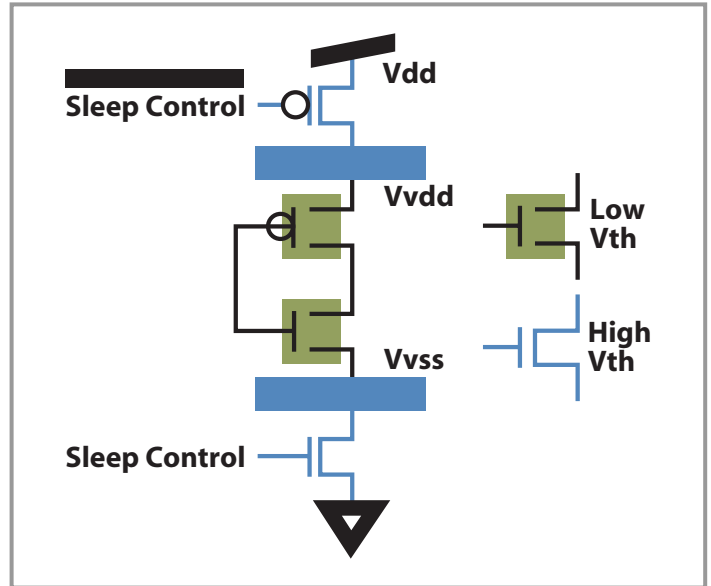 Vdd
Sleep Control
Vvdd
Low
Vth
High
Vth
Vvss
Sleep Control